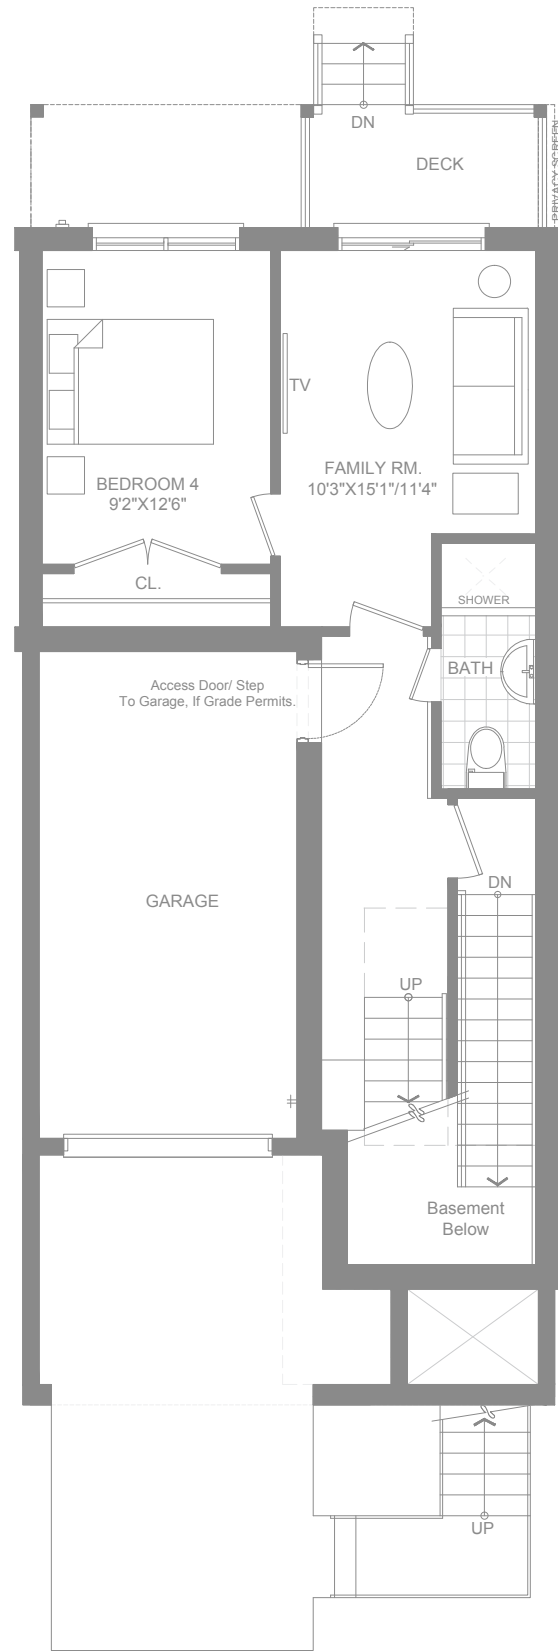 DN
DECK
PRIVACY SCREEN
TV
FAMILY RM.
10'3"X15'1"/11'4"
BEDROOM 4
9'2"X12'6"
CL.
SHOWER
BATH
Access Door/ Step
To Garage, If Grade Permits.
GARAGE
DN
UP
Basement
Below
UP